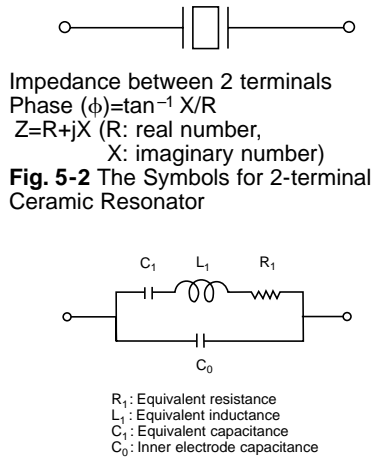 Impedance between 2 terminals
Phase (ϕ)=tan⁻¹ X/R
Z=R+jX (R: real number,
X: imaginary number)
Fig. 5-2 The Symbols for 2-terminal
Ceramic Resonator
C₁ L₁ R₁
C₀
R₁: Equivalent resistance
L₁: Equivalent inductance
C₁: Equivalent capacitance
C₀: Inner electrode capacitance